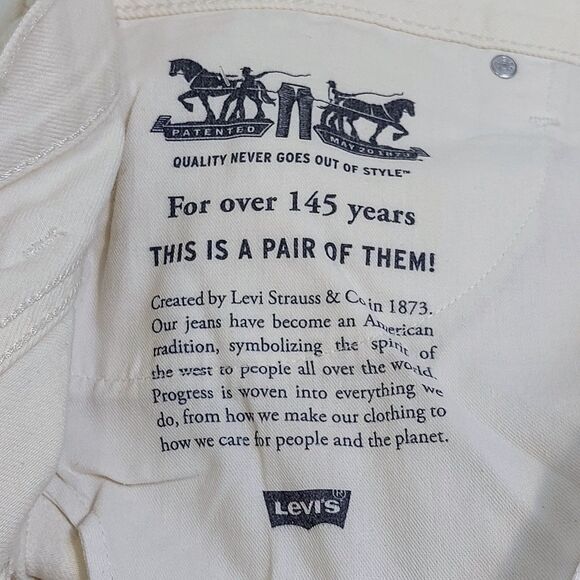 PATENTED
MAY 20 1873
QUALITY NEVER GOES OUT OF STYLE™
For over 145 years
THIS IS A PAIR OF THEM!
Created by Levi Strauss & Co in 1873.
Our jeans have become an American
tradition, symbolizing the spirit of
the west to people all over the world.
Progress is woven into everything we
do, from how we make our clothing to
how we care for people and the planet.
Levi's®